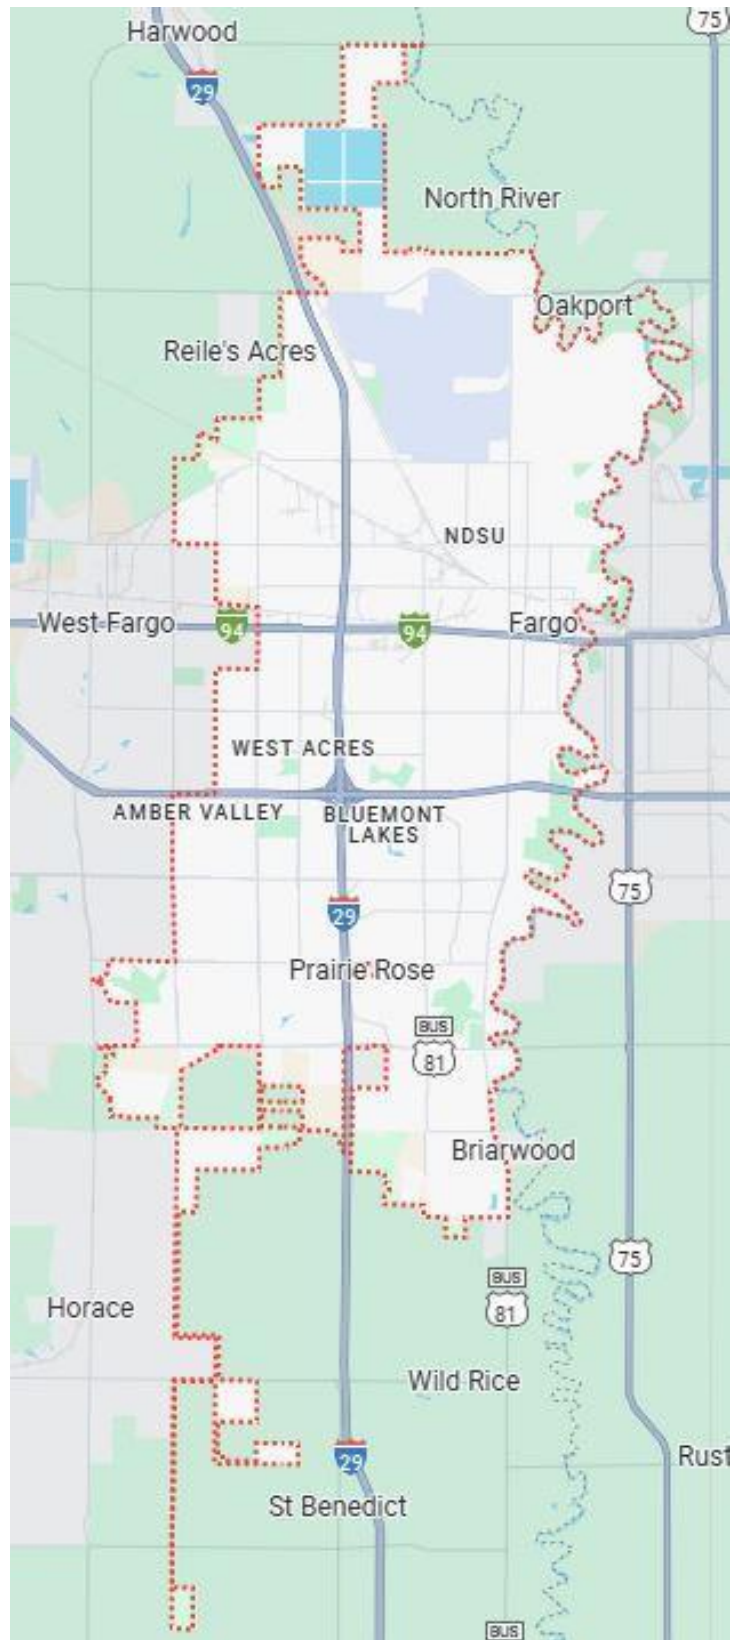 75
Harwood
29
North River
Oakport
Reile's Acres
NDSU
West Fargo
94
94
Fargo
WEST ACRES
AMBER VALLEY
BLUEMONT
LAKES
75
29
Prairie Rose
BUS
81
Briarwood
75
BUS
81
Horace
Wild Rice
29
Rust
St Benedict
BUS